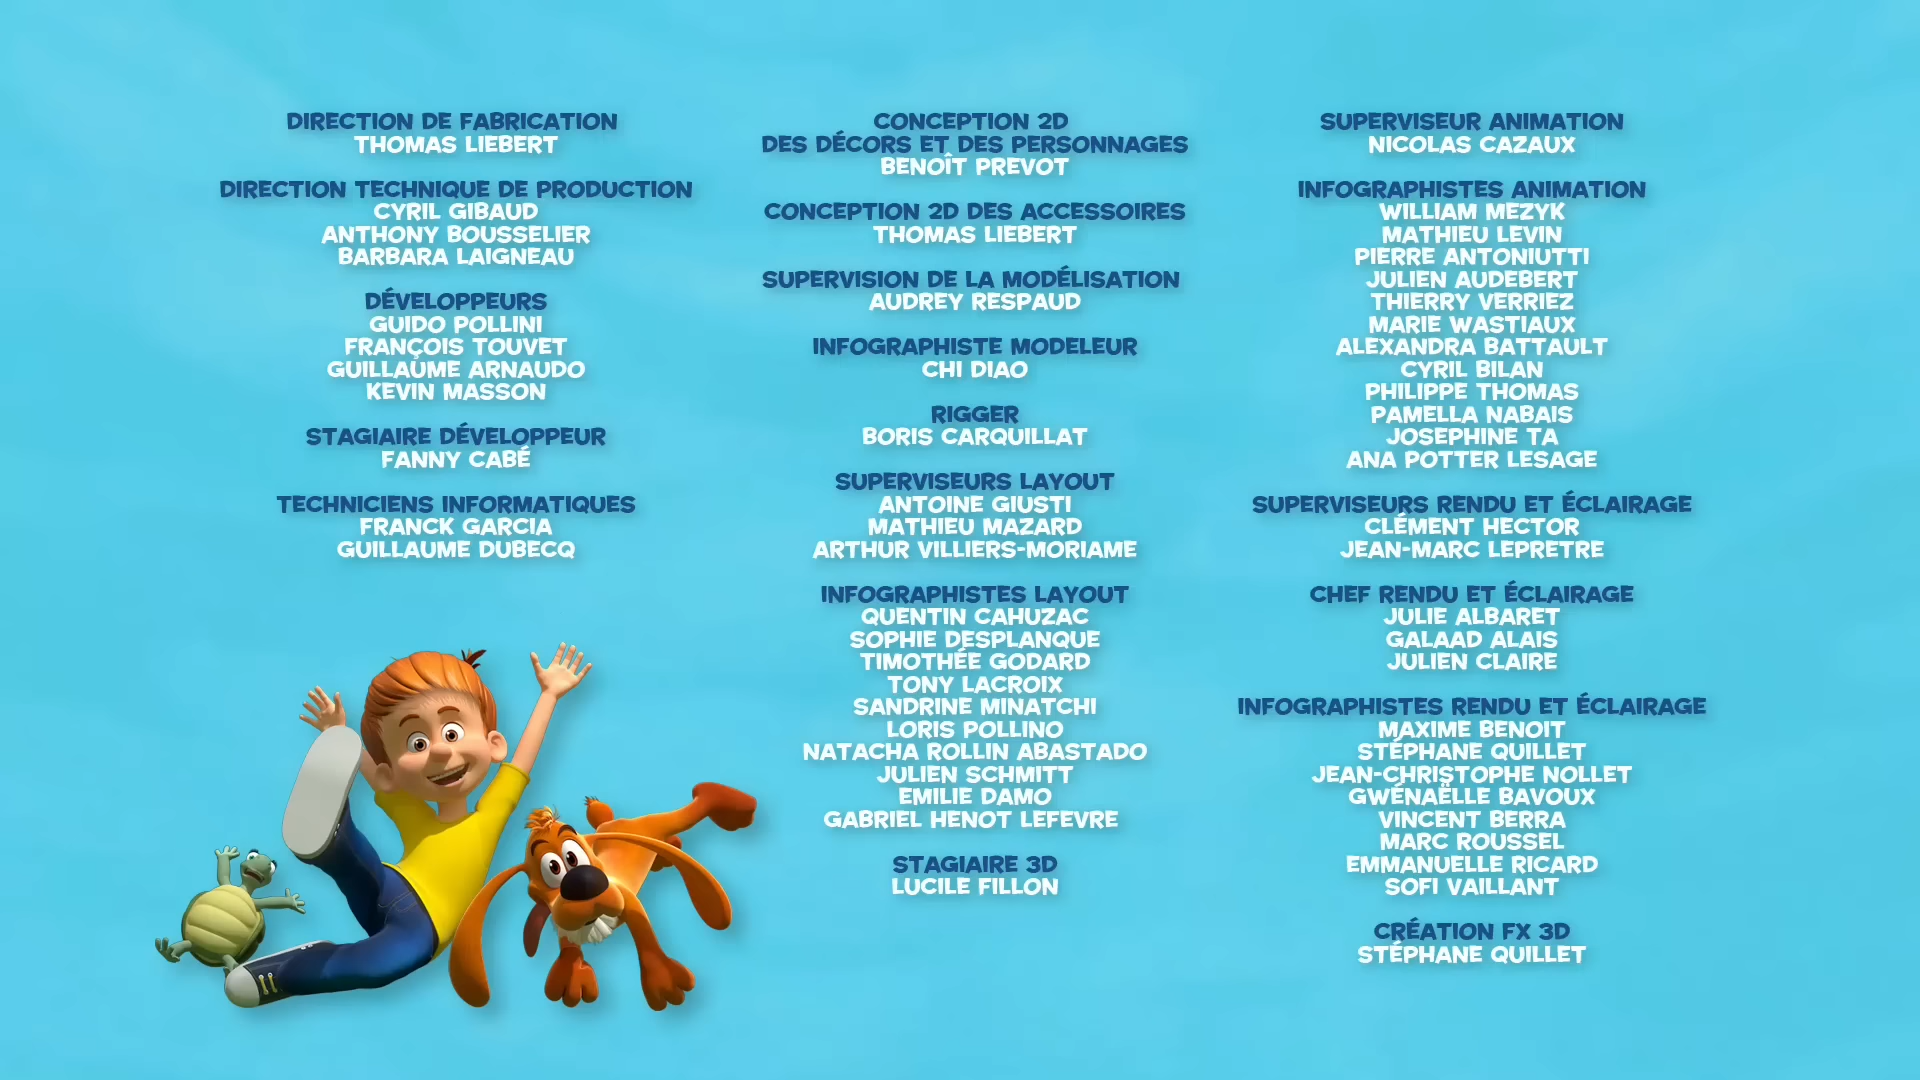 DIRECTION DE FABRICATION
THOMAS LIEBERT
DIRECTION TECHNIQUE DE PRODUCTION
CYRIL GIBAUD
ANTHONY BOUSSELIER
BARBARA LAIGNEAU
DÉVELOPPEURS
GUIDO POLLINI
FRANÇOIS TOUVET
GUILLAUME ARNAUDO
KEVIN MASSON
STAGIAIRE DÉVELOPPEUR
FANNY CABÉ
TECHNICIENS INFORMATIQUES
FRANCK GARCIA
GUILLAUME DUBECQ
CONCEPTION 2D
DES DÉCORS ET DES PERSONNAGES
BENOÎT PREVOT
CONCEPTION 2D DES ACCESSOIRES
THOMAS LIEBERT
SUPERVISION DE LA MODÉLISATION
AUDREY RESPAUD
INFOGRAPHISTE MODELEUR
CHI DIAO
RIGGER
BORIS CARQUILLAT
SUPERVISEURS LAYOUT
ANTOINE GIUSTI
MATHIEU MAZARD
ARTHUR VILLIERS-MORIAME
INFOGRAPHISTES LAYOUT
QUENTIN CAHUZAC
SOPHIE DESPLANQUE
TIMOTHÉE GODARD
TONY LACROIX
SANDRINE MINATCHI
LORIS POLLINO
NATACHA ROLLIN ABASTADO
JULIEN SCHMITT
EMILIE DAMO
GABRIEL HENOT LEFEVRE
STAGIAIRE 3D
LUCILE FILLON
SUPERVISEUR ANIMATION
NICOLAS CAZAUX
INFOGRAPHISTES ANIMATION
WILLIAM MEZYK
MATHIEU LEVIN
PIERRE ANTONIUTTI
JULIEN AUDEBERT
THIERRY VERRIEZ
MARIE WASTIAUX
ALEXANDRA BATTAULT
CYRIL BILAN
PHILIPPE THOMAS
PAMELLA NABAIS
JOSEPHINE TA
ANA POTTER LESAGE
SUPERVISEURS RENDU ET ÉCLAIRAGE
CLÉMENT HECTOR
JEAN-MARC LEPRETRE
CHEF RENDU ET ÉCLAIRAGE
JULIE ALBARET
GALAAD ALAIS
JULIEN CLAIRE
INFOGRAPHISTES RENDU ET ÉCLAIRAGE
MAXIME BENOIT
STÉPHANE QUILLET
JEAN-CHRISTOPHE NOLLET
GWÉNAËLLE BAVOUX
VINCENT BERRA
MARC ROUSSEL
EMMANUELLE RICARD
SOFI VAILLANT
CRÉATION FX 3D
STÉPHANE QUILLET